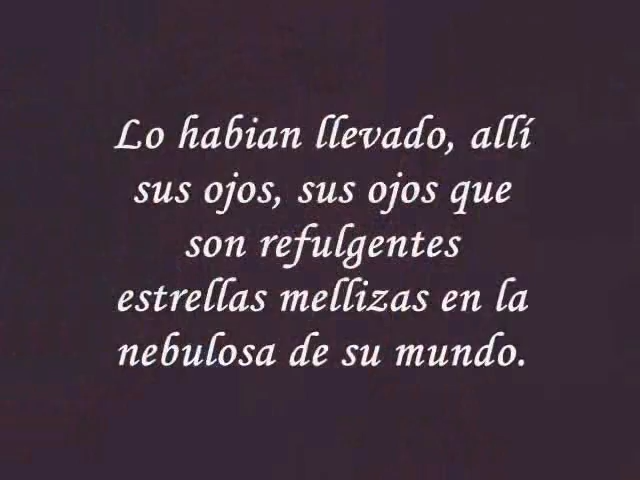 Lo habian llevado, allí
sus ojos, sus ojos que
son refulgentes
estrellas mellizas en la
nebulosa de su mundo.